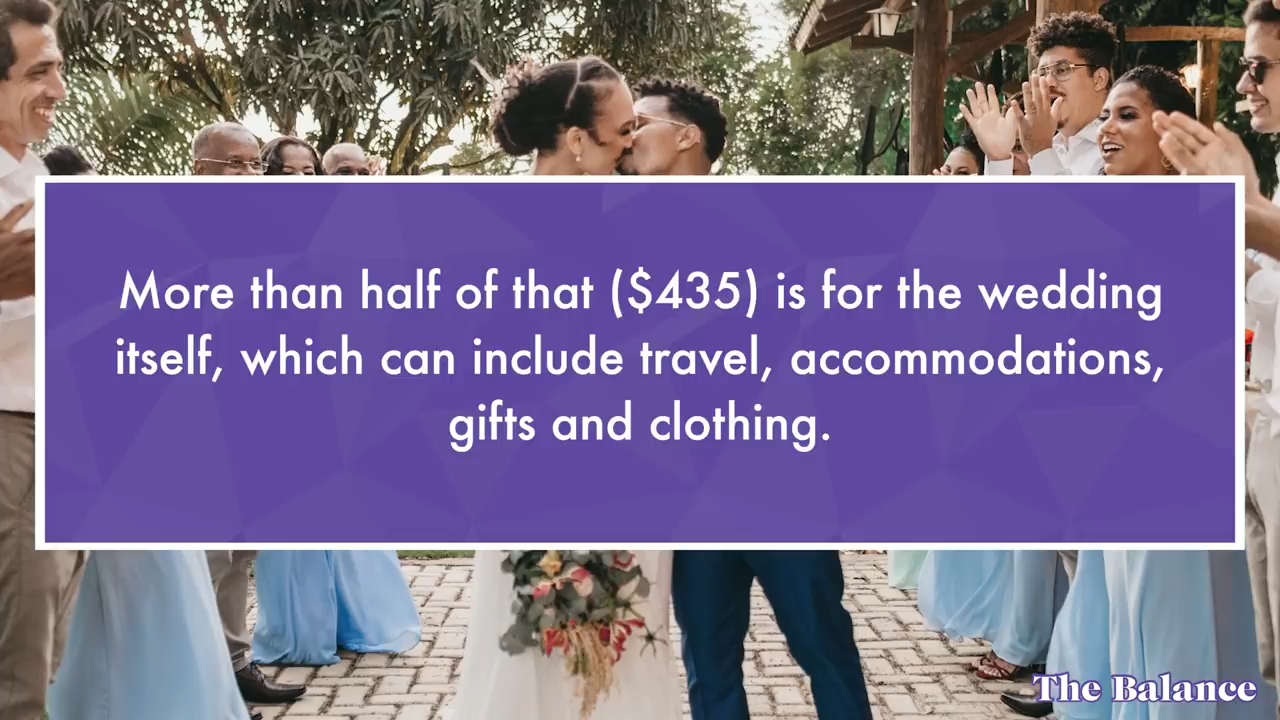 More than half of that ($435) is for the wedding
itself, which can include travel, accommodations,
gifts and clothing.
The Balance